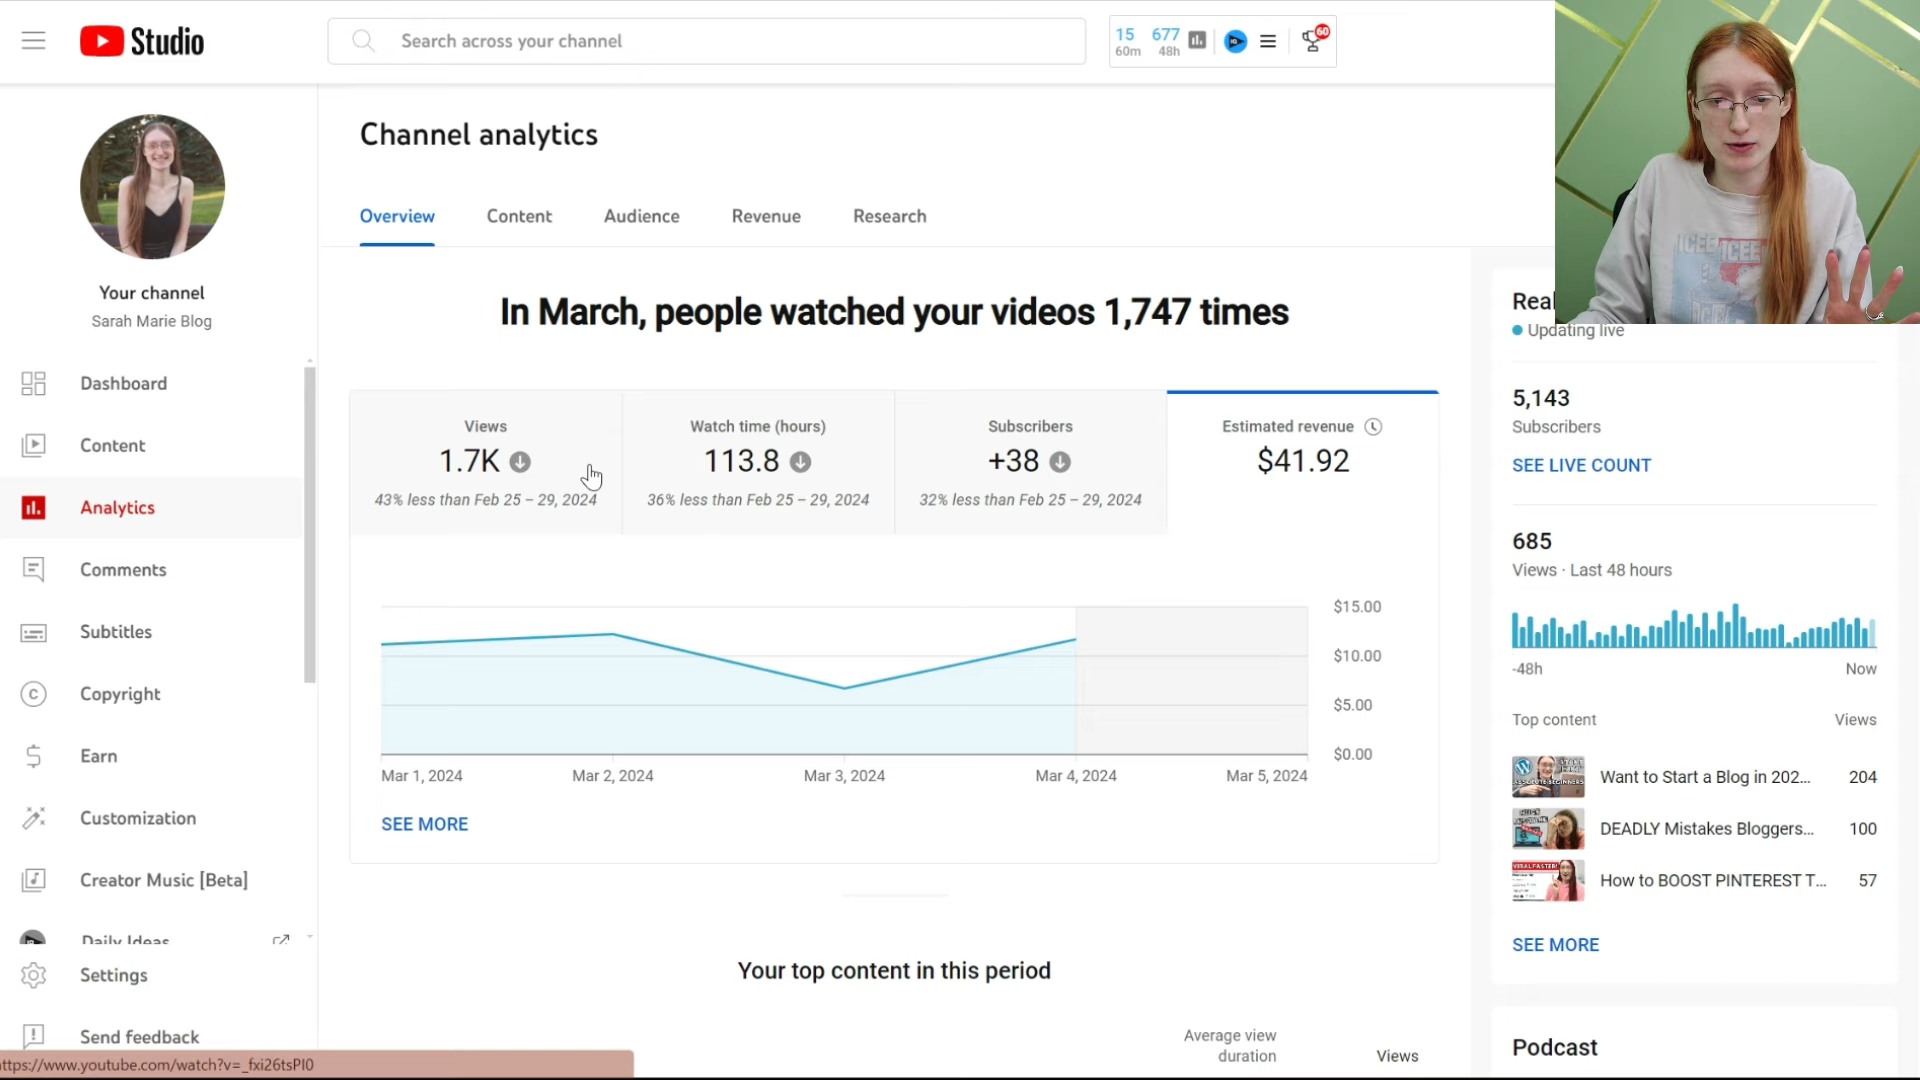 Studio
Search across your channel
15 677
60m 48h
60
Channel analytics
Overview Content Audience Revenue Research
Your channel
Sarah Marie Blog
Dashboard
Content
Analytics
Comments
Subtitles
Copyright
Earn
Customization
Creator Music [Beta]
Daily Ideas
Settings
Send feedback
https://www.youtube.com/watch?v=_fxi26tsPI0
In March, people watched your videos 1,747 times
Views
1.7K
43% less than Feb 25 – 29, 2024
Watch time (hours)
113.8
36% less than Feb 25 – 29, 2024
Subscribers
+38
32% less than Feb 25 – 29, 2024
Estimated revenue
$41.92
$15.00
$10.00
$5.00
$0.00
Mar 1, 2024 Mar 2, 2024 Mar 3, 2024 Mar 4, 2024 Mar 5, 2024
SEE MORE
Your top content in this period
Average view
duration
Views
ICEE
Real
Updating live
5,143
Subscribers
SEE LIVE COUNT
685
Views · Last 48 hours
-48h Now
Top content Views
Want to Start a Blog in 202... 204
DEADLY Mistakes Bloggers... 100
How to BOOST PINTEREST T... 57
SEE MORE
Podcast